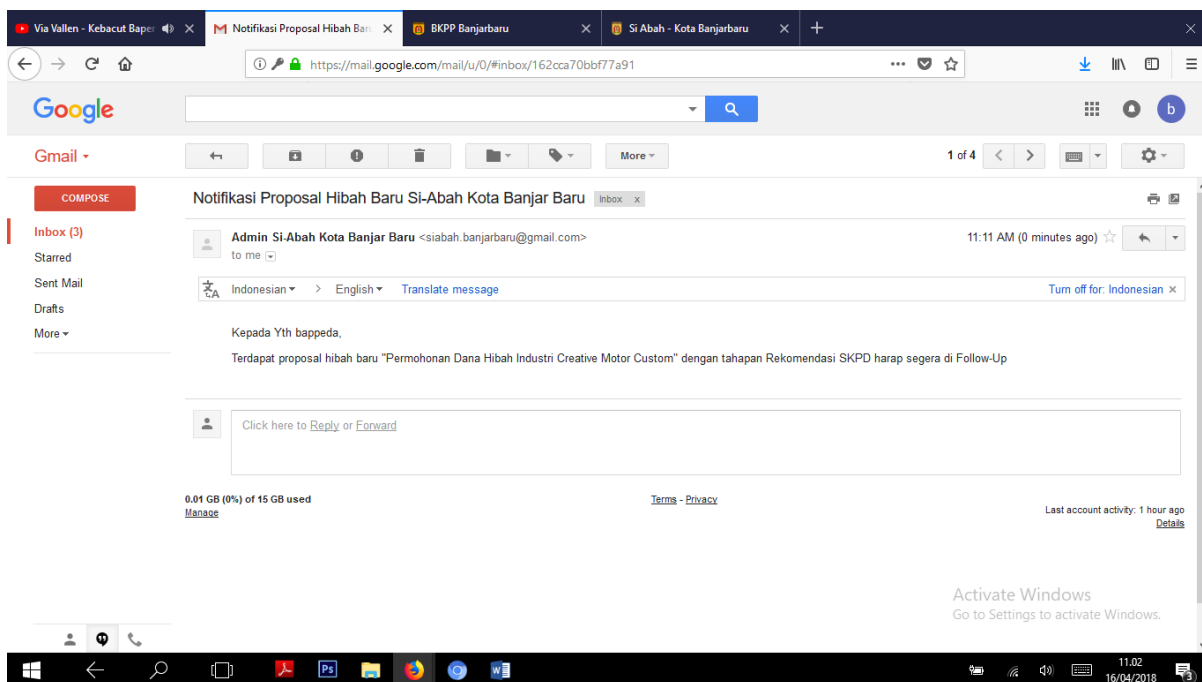 Via Vallen - Kebacut Baper
Notifikasi Proposal Hibah Bar
BKPP Banjarbaru
Si Abah - Kota Banjarbaru
https://mail.google.com/mail/u/0/#inbox/162cca70bbf77a91
Google
b
Gmail
More
1 of 4
COMPOSE
Notifikasi Proposal Hibah Baru Si-Abah Kota Banjar Baru Inbox x
Inbox (3)
Starred
Sent Mail
Drafts
More
Admin Si-Abah Kota Banjar Baru <siabah.banjarbaru@gmail.com>
11:11 AM (0 minutes ago)
to me
Indonesian > English Translate message
Turn off for: Indonesian ×
Kepada Yth bappeda,
Terdapat proposal hibah baru "Permohonan Dana Hibah Industri Creative Motor Custom" dengan tahapan Rekomendasi SKPD harap segera di Follow-Up
Click here to Reply or Forward
0.01 GB (0%) of 15 GB used
Manage
Terms - Privacy
Last account activity: 1 hour ago
Details
Activate Windows
Go to Settings to activate Windows.
Ps
W
11.02
16/04/2018
3